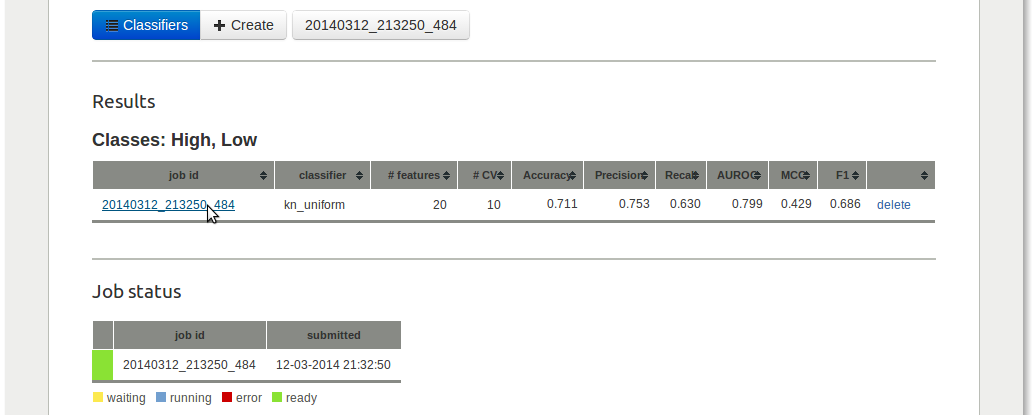 Classifiers + Create 20140312_213250_484
Results
Classes: High, Low
job id classifier # features # CV Accuracy Precision Recall AUROC MCC F1
20140312_213250_484 kn_uniform 20 10 0.711 0.753 0.630 0.799 0.429 0.686 delete
Job status
job id submitted
20140312_213250_484 12-03-2014 21:32:50
waiting running error ready